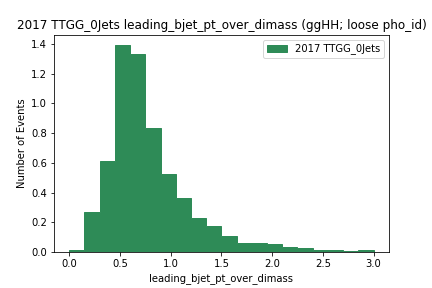 2017 TTGG_0Jets leading_bjet_pt_over_dimass (ggHH; loose pho_id)
2017 TTGG_0Jets
Number of Events
1.4
1.2
1.0
0.8
0.6
0.4
0.2
0.0
0.0 0.5 1.0 1.5 2.0 2.5 3.0
leading_bjet_pt_over_dimass